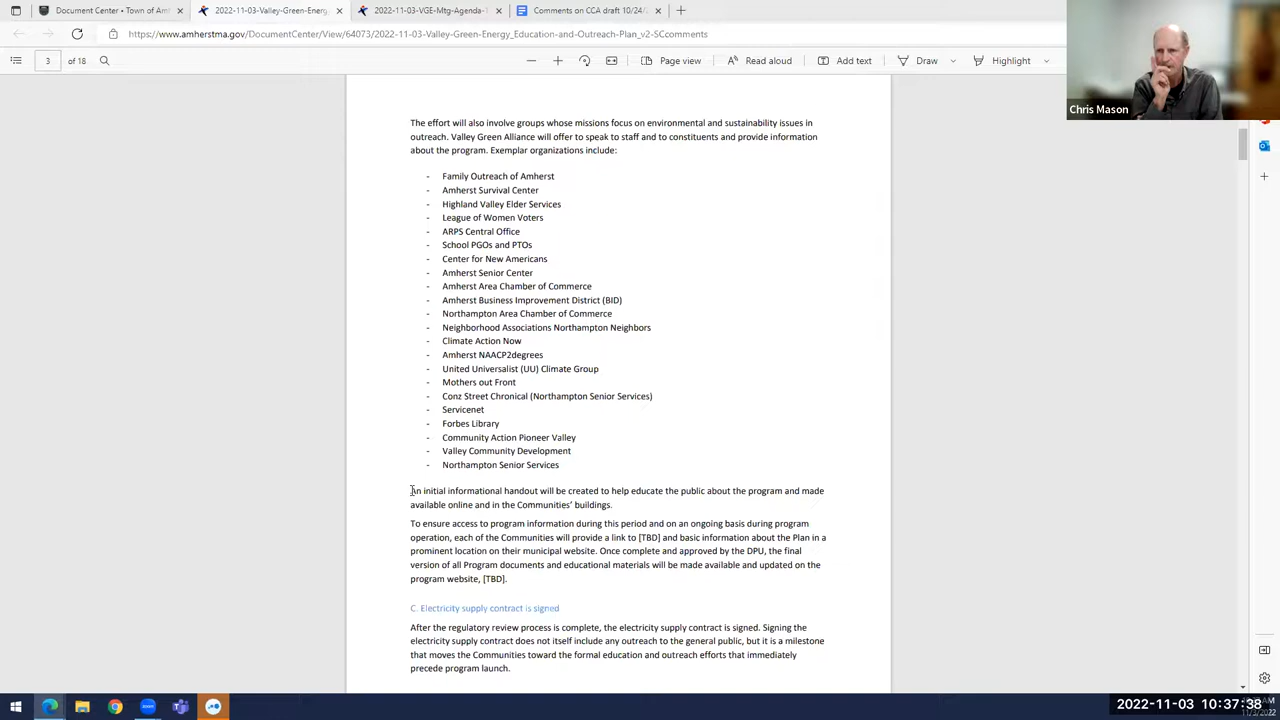 Document Center • Town of Amh
2022-11-03-Valley-Green-Energ
2022-11-03-VGE-Mtg-Agenda-
Comments on CCA draft 10/24/
https://www.amherstma.gov/DocumentCenter/View/64073/2022-11-03-Valley-Green-Energy_Education-and-Outreach-Plan_v2-SCcomments
3 of 18
Page view
Read aloud
Add text
Draw
Highlight
Chris Mason
The effort will also involve groups whose missions focus on environmental and sustainability issues in
outreach. Valley Green Alliance will offer to speak to staff and to constituents and provide information
about the program. Exemplar organizations include:
- Family Outreach of Amherst
- Amherst Survival Center
- Highland Valley Elder Services
- League of Women Voters
- ARPS Central Office
- School PGOs and PTOs
- Center for New Americans
- Amherst Senior Center
- Amherst Area Chamber of Commerce
- Amherst Business Improvement District (BID)
- Northampton Area Chamber of Commerce
- Neighborhood Associations Northampton Neighbors
- Climate Action Now
- Amherst NAACP2degrees
- United Universalist (UU) Climate Group
- Mothers out Front
- Conz Street Chronical (Northampton Senior Services)
- Servicenet
- Forbes Library
- Community Action Pioneer Valley
- Valley Community Development
- Northampton Senior Services
An initial informational handout will be created to help educate the public about the program and made
available online and in the Communities' buildings.
To ensure access to program information during this period and on an ongoing basis during program
operation, each of the Communities will provide a link to [TBD] and basic information about the Plan in a
prominent location on their municipal website. Once complete and approved by the DPU, the final
version of all Program documents and educational materials will be made available and updated on the
program website, [TBD].
C. Electricity supply contract is signed
After the regulatory review process is complete, the electricity supply contract is signed. Signing the
electricity supply contract does not itself include any outreach to the general public, but it is a milestone
that moves the Communities toward the formal education and outreach efforts that immediately
precede program launch.
2022-11-03 10:37:38